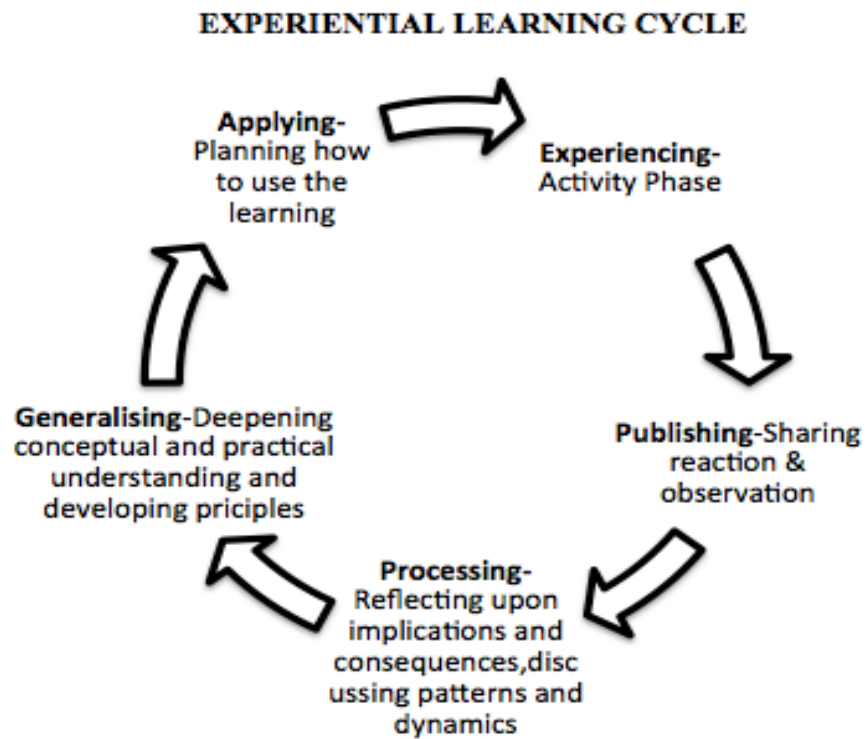 EXPERIENTIAL LEARNING CYCLE
Applying-
Planning how
to use the
learning
Experiencing-
Activity Phase
Publishing-Sharing
reaction &
observation
Processing-
Reflecting upon
implications and
consequences,disc
ussing patterns and
dynamics
Generalising-Deepening
conceptual and practical
understanding and
developing priciples